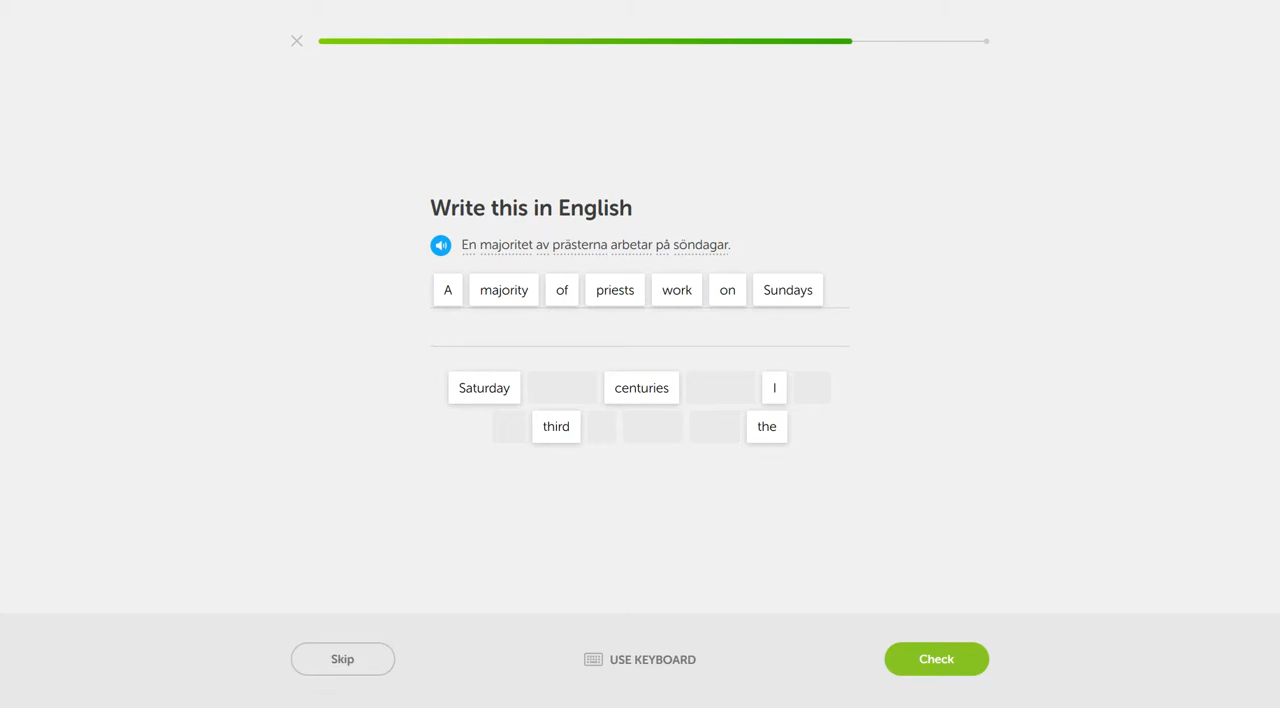 Write this in English
En majoritet av prästerna arbetar på söndagar.
A majority of priests work on Sundays
Saturday centuries I
third the
Skip USE KEYBOARD Check